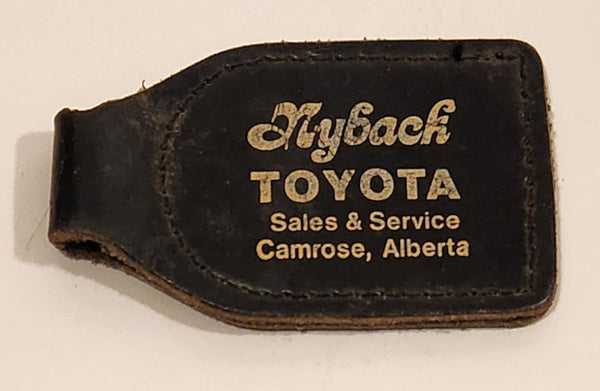 Nyback
TOYOTA
Sales & Service
Camrose, Alberta